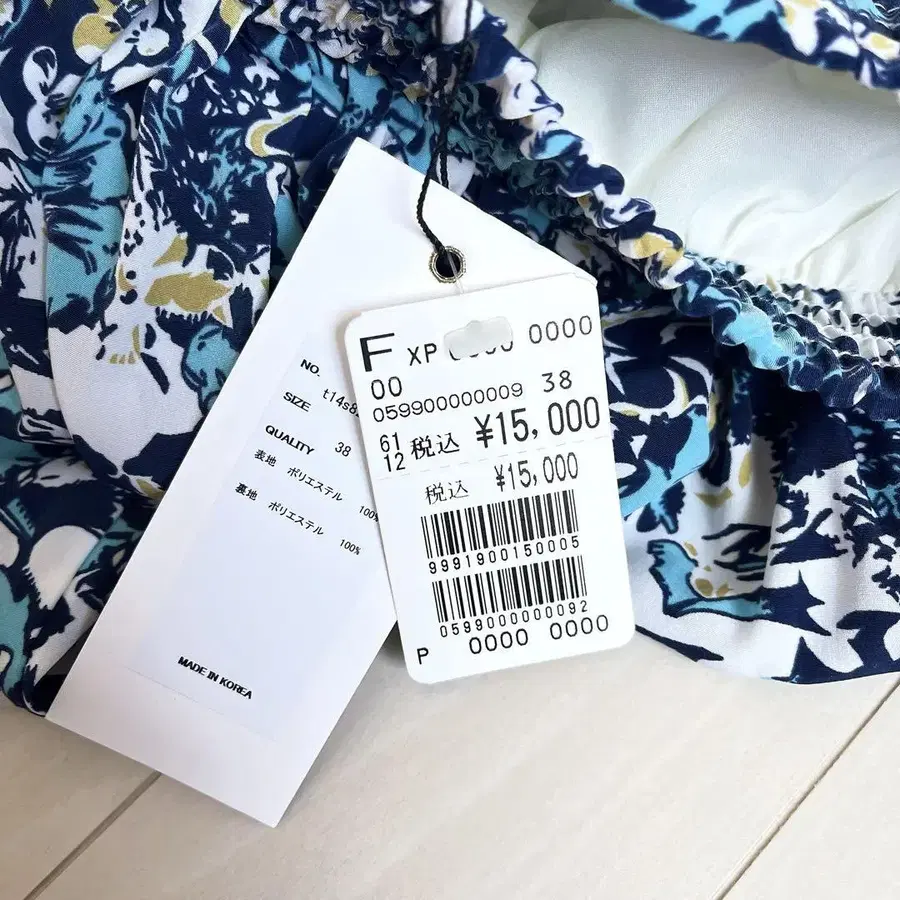 NO.
SIZE 38
QUALITY
表地 ポリエステル 100%
裏地 ポリエステル 100%
MADE IN KOREA
F XP 0000
00
059900000009 38
61
12 税込 ¥15,000
税込 ¥15,000
9991900150005
0599000000092
P 0000 0000